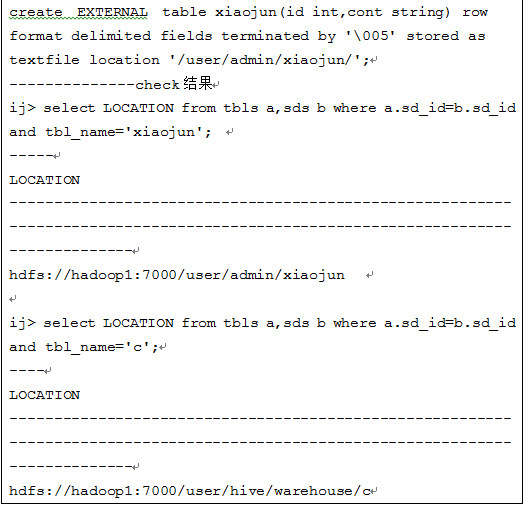 create EXTERNAL table xiaojun(id int,cont string) row
format delimited fields terminated by '\005' stored as
textfile location '/user/admin/xiaojun/';
--------------check结果↵
ij> select LOCATION from tbls a,sds b where a.sd_id=b.sd_id
and tbl_name='xiaojun'; ↵
-----↵
LOCATION
------------------------------------------------------------
------------------------------------------------------------
---------------↵
hdfs://hadoop1:7000/user/admin/xiaojun ↵
↵
ij> select LOCATION from tbls a,sds b where a.sd_id=b.sd_id
and tbl_name='c';↵
----↵
LOCATION
------------------------------------------------------------
------------------------------------------------------------
---------------↵
hdfs://hadoop1:7000/user/hive/warehouse/c↵